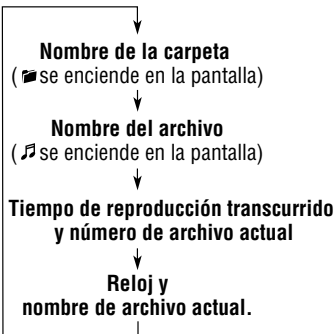 Nombre de la carpeta
( se enciende en la pantalla)
Nombre del archivo
( se enciende en la pantalla)
Tiempo de reproducción transcurrido
y número de archivo actual
Reloj y
nombre de archivo actual.